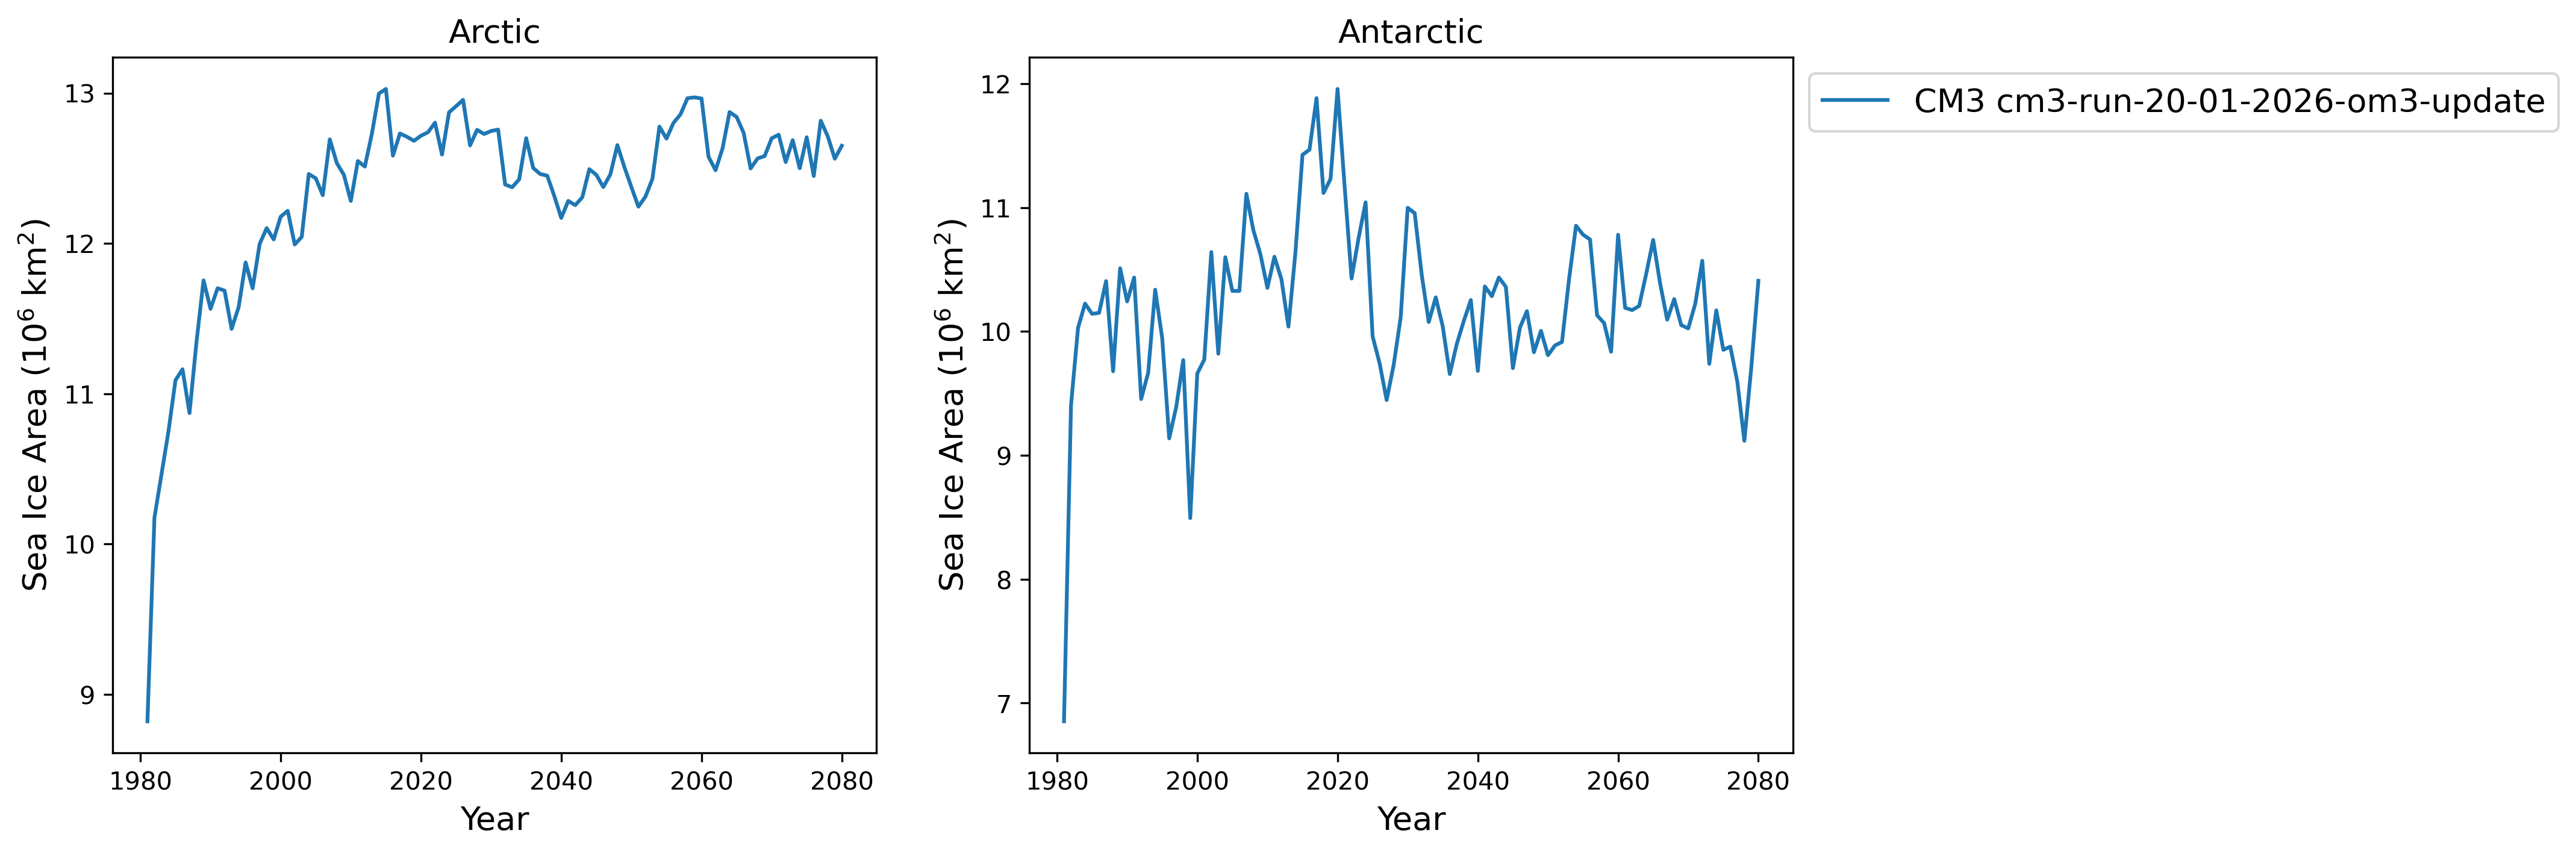 Arctic
Sea Ice Area (10⁶ km²)
13
12
11
10
9
1980 2000 2020 2040 2060 2080
Year
Antarctic
Sea Ice Area (10⁶ km²)
12
11
10
9
8
7
1980 2000 2020 2040 2060 2080
Year
CM3 cm3-run-20-01-2026-om3-update